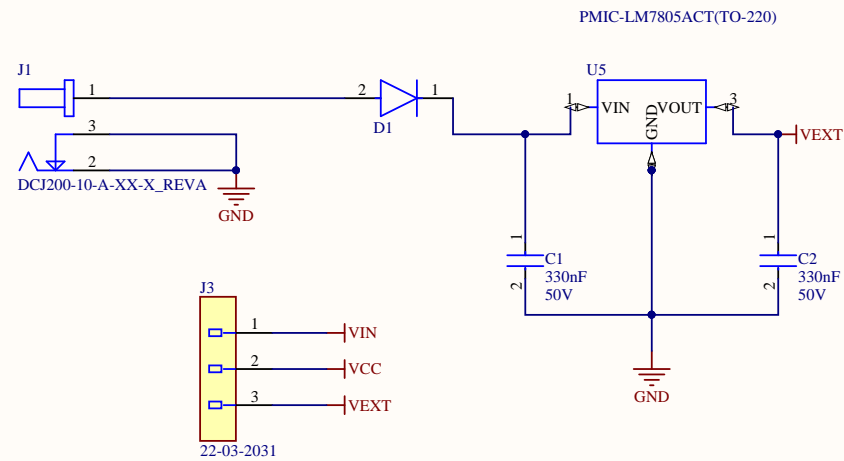 PMIC-LM7805ACT(TO-220)
J1
U5
1
2
1
1
VIN
GND
VOUT
3
VEXT
D1
3
2
DCJ200-10-A-XX-X_REVA
GND
1
C1
330nF
50V
2
1
C2
330nF
50V
2
J3
1
VIN
2
VCC
3
VEXT
GND
22-03-2031